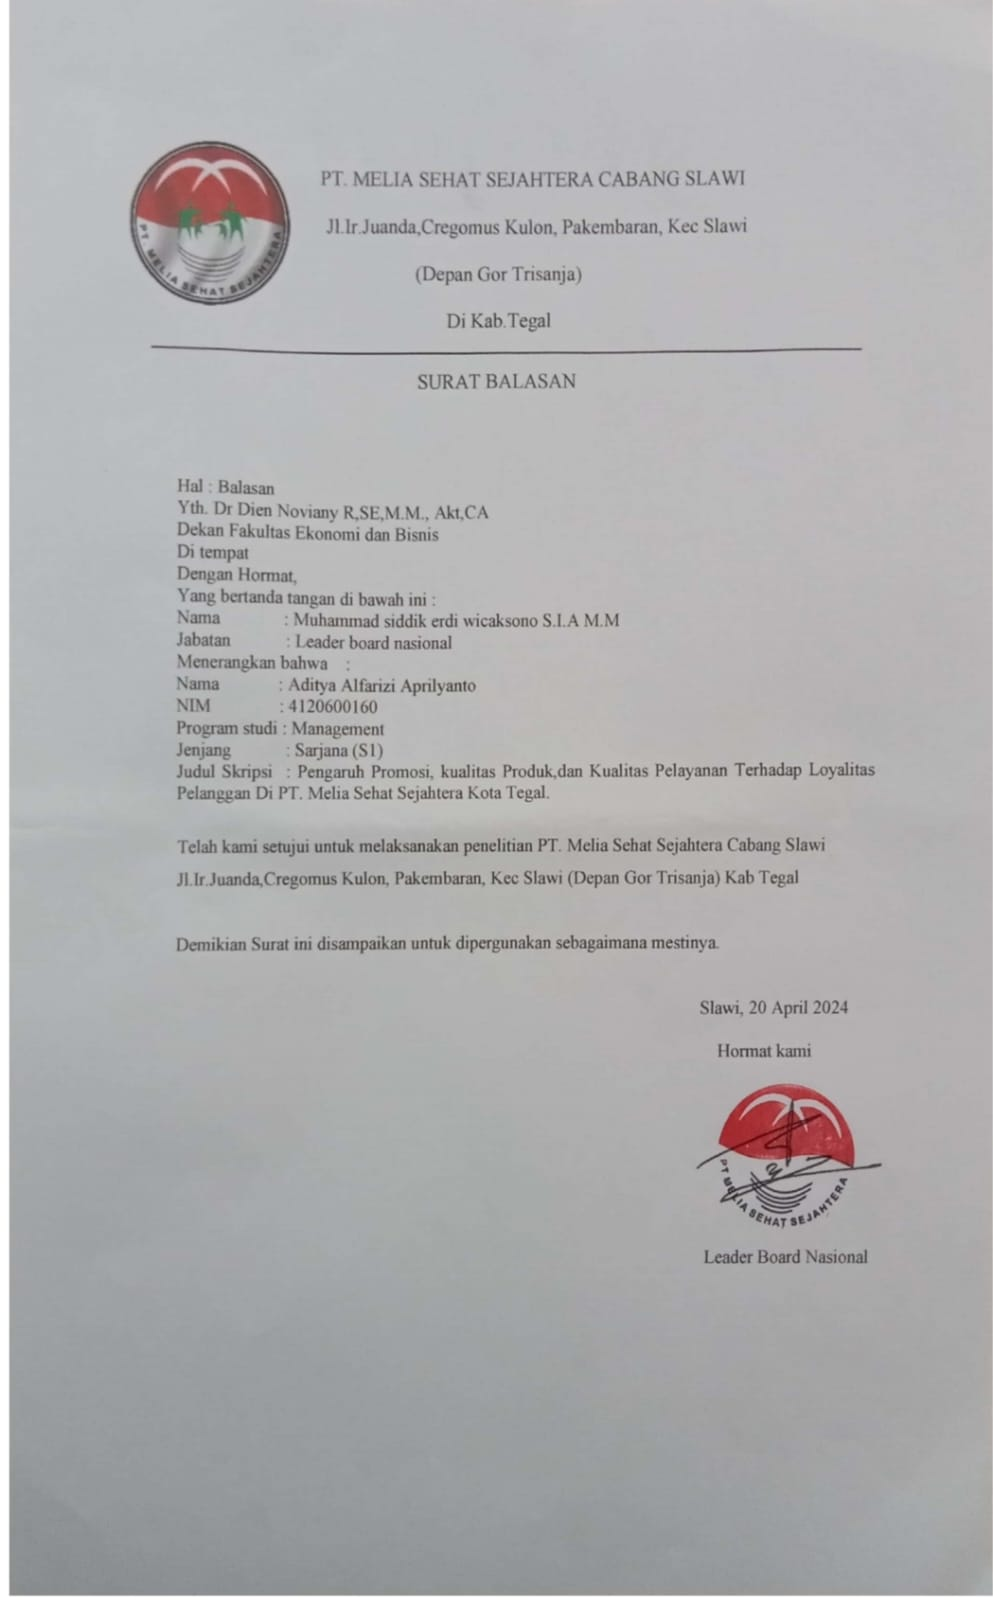 PT. MELIA SEHAT SEJAHTERA
PT. MELIA SEHAT SEJAHTERA CABANG SLAWI
Jl.Ir.Juanda,Cregomus Kulon, Pakembaran, Kec Slawi
(Depan Gor Trisanja)
Di Kab.Tegal
SURAT BALASAN
Hal : Balasan
Yth. Dr Dien Noviany R,SE,M.M., Akt,CA
Dekan Fakultas Ekonomi dan Bisnis
Di tempat
Dengan Hormat,
Yang bertanda tangan di bawah ini :
Nama : Muhammad siddik erdi wicaksono S.I.A M.M
Jabatan : Leader board nasional
Menerangkan bahwa :
Nama : Aditya Alfarizi Aprilyanto
NIM : 4120600160
Program studi : Management
Jenjang : Sarjana (S1)
Judul Skripsi : Pengaruh Promosi, kualitas Produk,dan Kualitas Pelayanan Terhadap Loyalitas
Pelanggan Di PT. Melia Sehat Sejahtera Kota Tegal.
Telah kami setujui untuk melaksanakan penelitian PT. Melia Sehat Sejahtera Cabang Slawi
Jl.Ir.Juanda,Cregomus Kulon, Pakembaran, Kec Slawi (Depan Gor Trisanja) Kab Tegal
Demikian Surat ini disampaikan untuk dipergunakan sebagaimana mestinya.
Slawi, 20 April 2024
Hormat kami
PT MELIA SEHAT SEJAHTERA
Leader Board Nasional